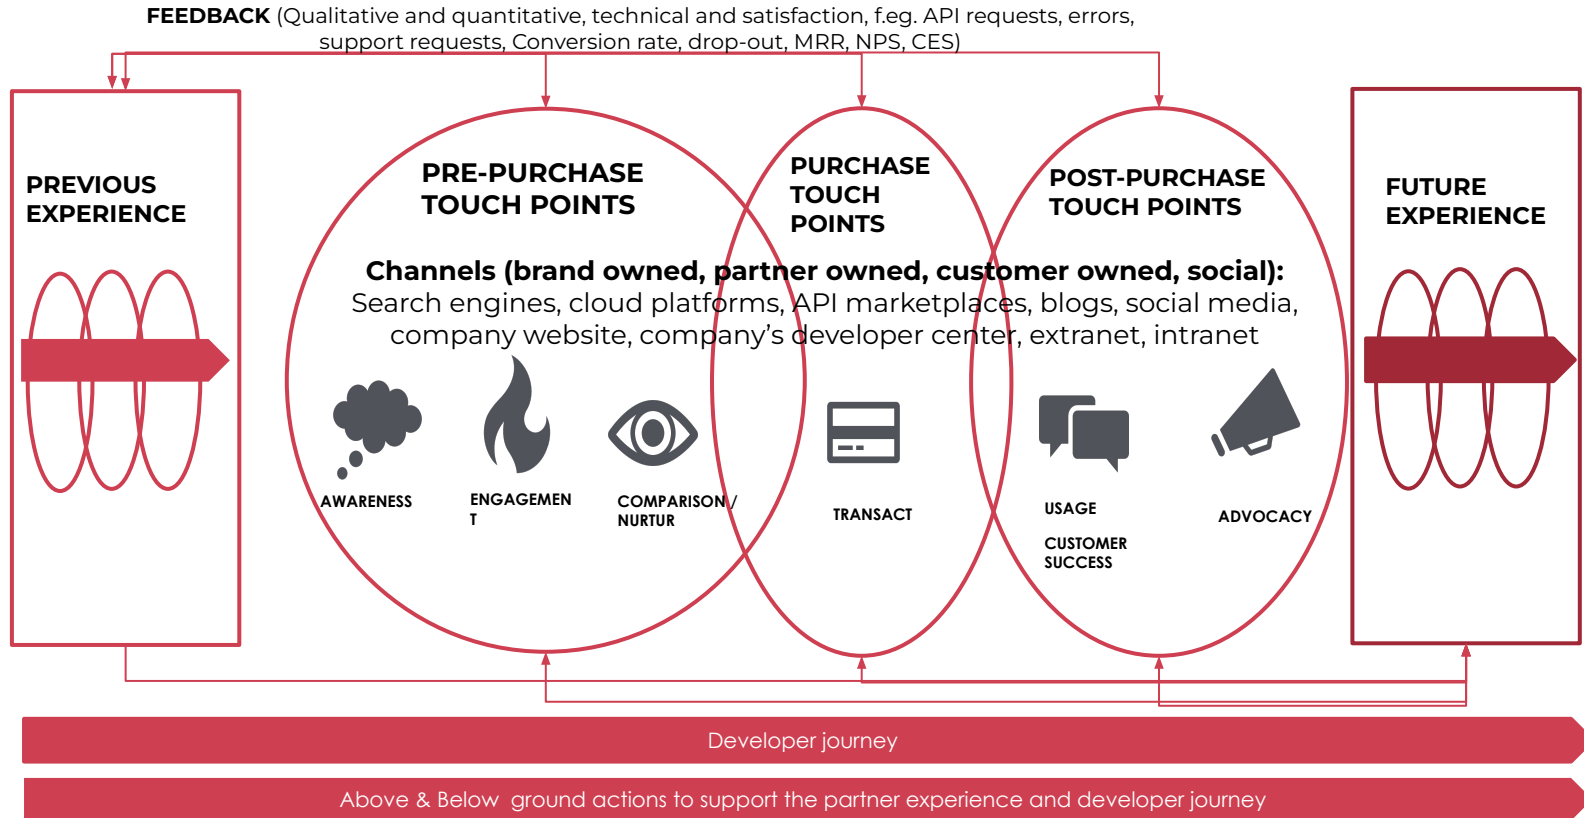 FEEDBACK (Qualitative and quantitative, technical and satisfaction, f.eg. API requests, errors,
support requests, Conversion rate, drop-out, MRR, NPS, CES)
PREVIOUS
EXPERIENCE
PRE-PURCHASE
TOUCH POINTS
PURCHASE
TOUCH
POINTS
POST-PURCHASE
TOUCH POINTS
FUTURE
EXPERIENCE
Channels (brand owned, partner owned, customer owned, social):
Search engines, cloud platforms, API marketplaces, blogs, social media,
company website, company’s developer center, extranet, intranet
AWARENESS
ENGAGEMEN
T
COMPARISON /
NURTUR
TRANSACT
USAGE
CUSTOMER
SUCCESS
ADVOCACY
Developer journey
Above & Below  ground actions to support the partner experience and developer journey